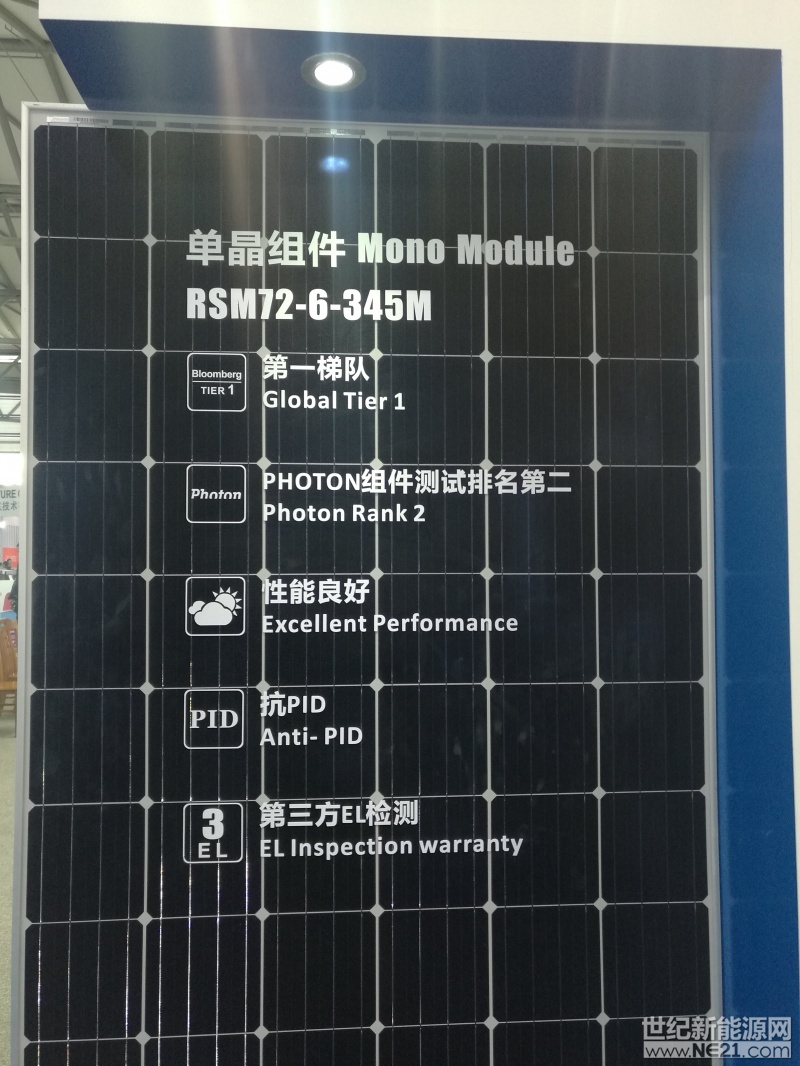 单晶组件 Mono Module
RSM72-6-345M
Bloomberg
TIER 1
第一梯队
Global Tier 1
Photon
PHOTON组件测试排名第二
Photon Rank 2
性能良好
Excellent Performance
PID
抗PID
Anti- PID
3
EL
第三方EL检测
EL Inspection warranty
世纪新能源网
www.NE21.com